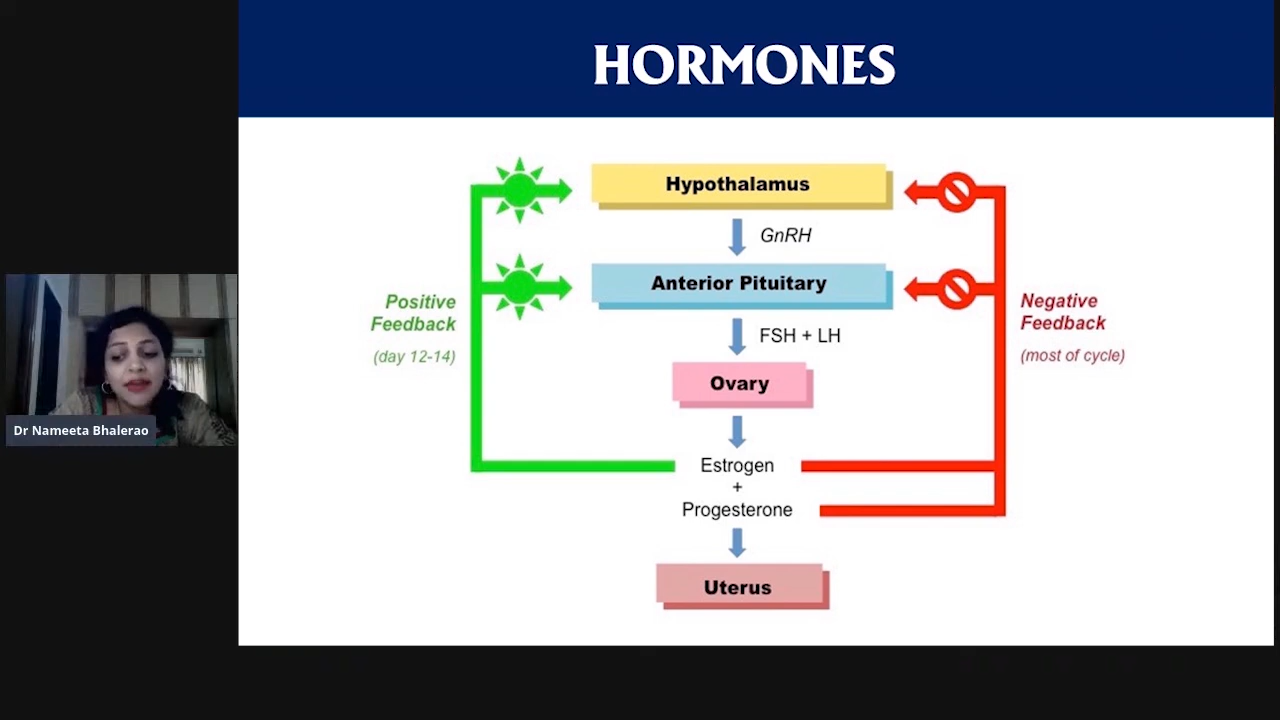 HORMONES
Hypothalamus
GnRH
Anterior Pituitary
Positive
Feedback
(day 12-14)
FSH + LH
Negative
Feedback
(most of cycle)
Ovary
Estrogen
+
Progesterone
Uterus
Dr Nameeta Bhalerao